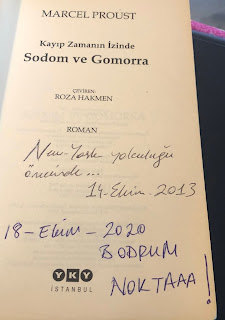 MARCEL PROUST
Kayıp Zamanın İzinde
Sodom ve Gomorra
ÇEVİREN:
ROZA HAKMEN
ROMAN
New-York yolculuğu
öncesinde...
14-Ekim-2013
18-EKİM-2020
BODRUM
NOKTAAA!
YKY
İSTANBUL